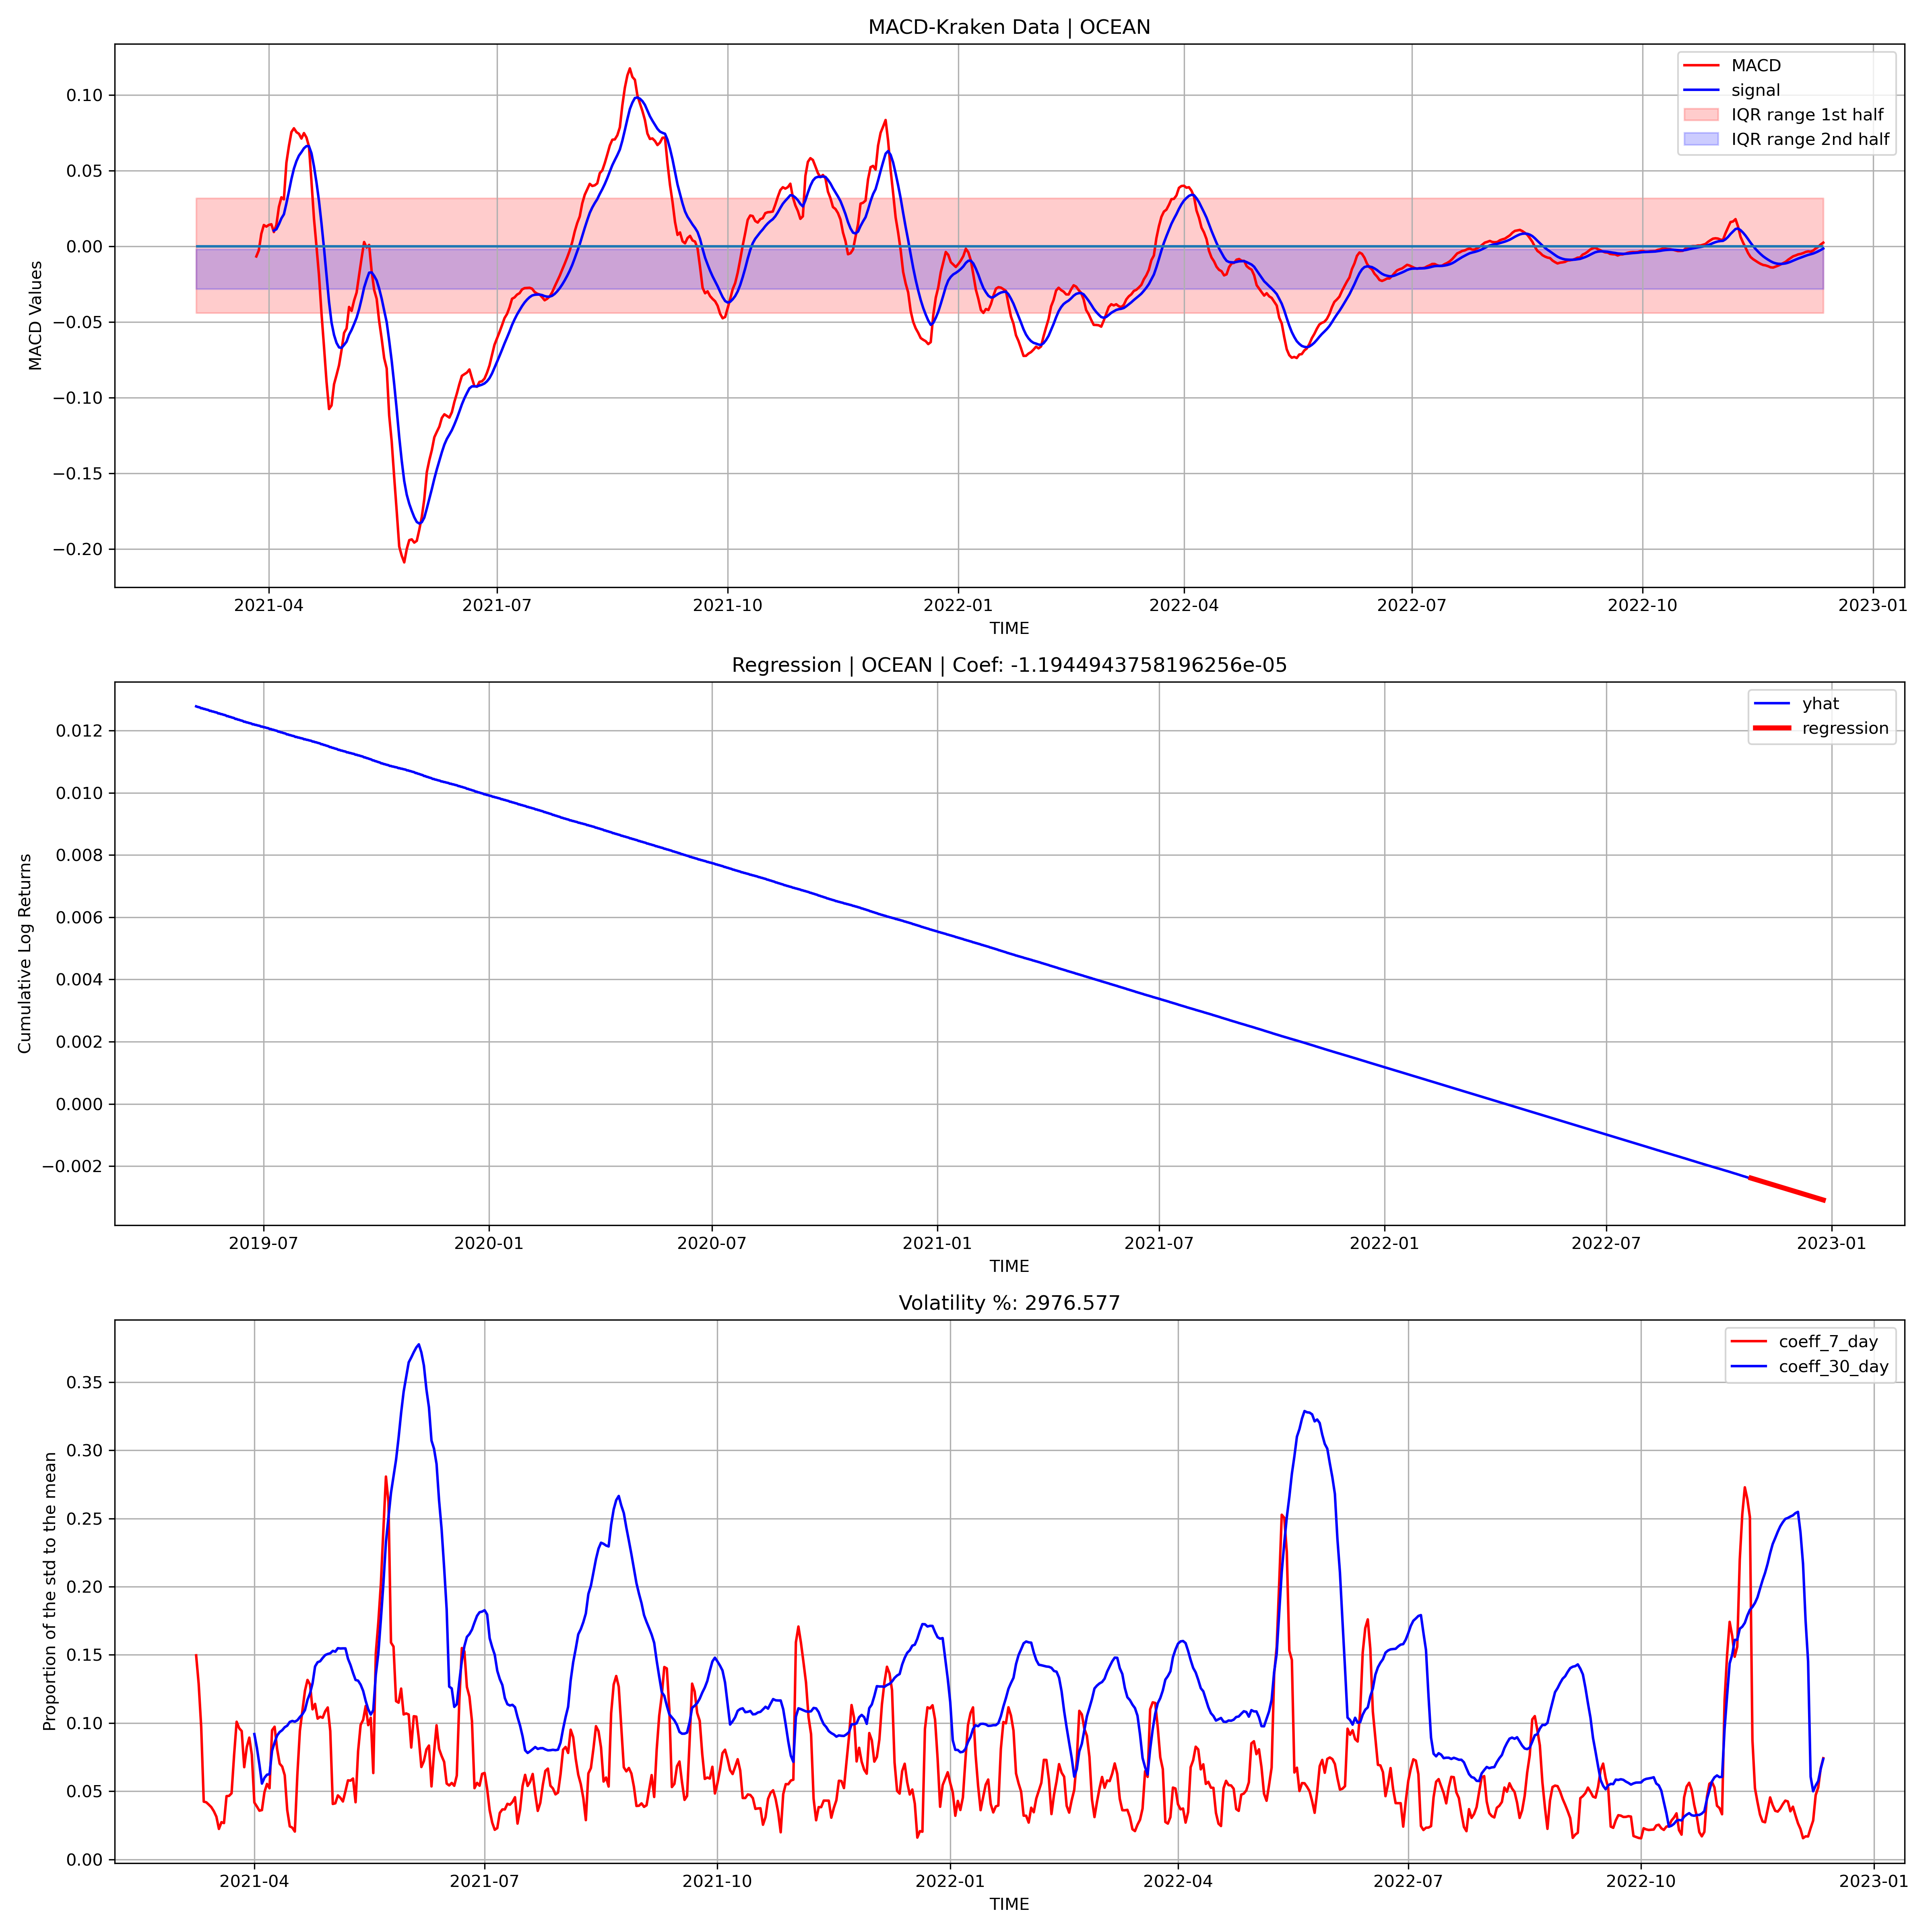 MACD-Kraken Data | OCEAN
MACD
signal
IQR range 1st half
IQR range 2nd half
MACD Values
0.10
0.05
0.00
−0.05
−0.10
−0.15
−0.20
2021-04
2021-07
2021-10
2022-01
2022-04
2022-07
2022-10
2023-01
TIME
Regression | OCEAN | Coef: -1.1944943758196256e-05
yhat
regression
Cumulative Log Returns
0.012
0.010
0.008
0.006
0.004
0.002
0.000
−0.002
2019-07
2020-01
2020-07
2021-01
2021-07
2022-01
2022-07
2023-01
TIME
Volatility %: 2976.577
coeff_7_day
coeff_30_day
Proportion of the std to the mean
0.35
0.30
0.25
0.20
0.15
0.10
0.05
0.00
2021-04
2021-07
2021-10
2022-01
2022-04
2022-07
2022-10
2023-01
TIME